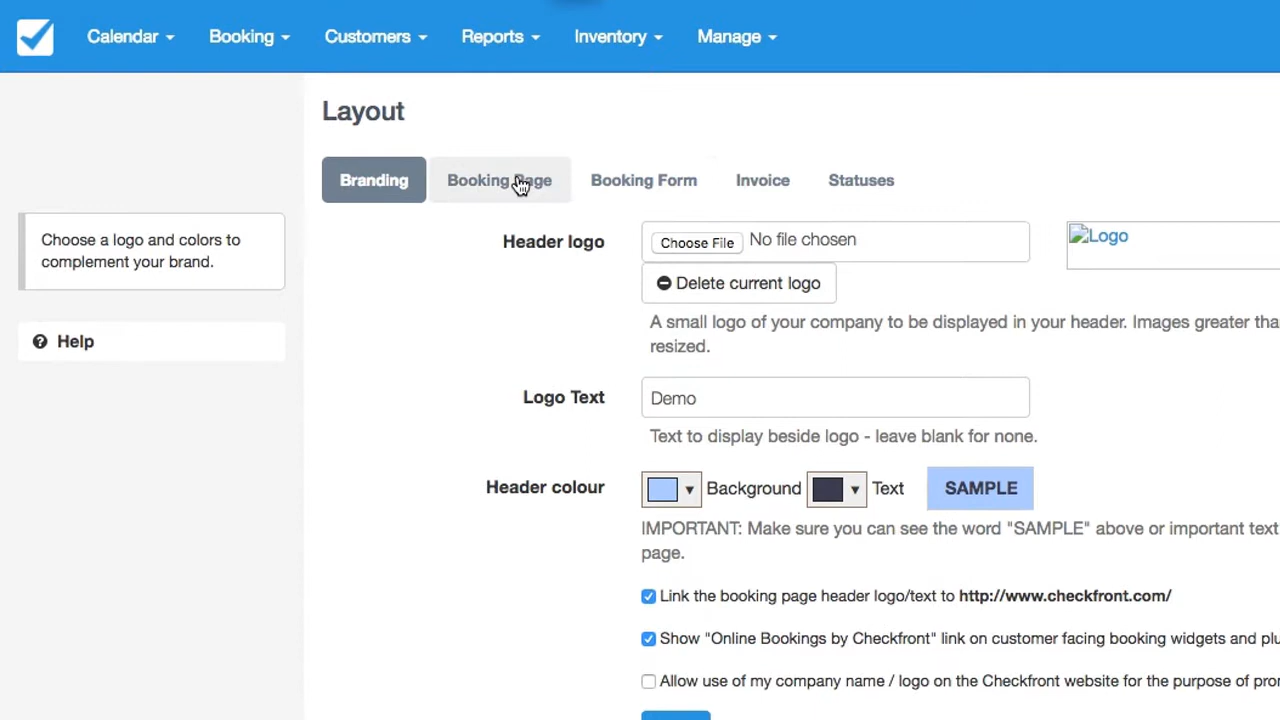 Calendar Booking Customers Reports Inventory Manage
Layout
Branding Booking Page Booking Form Invoice Statuses
Choose a logo and colors to
complement your brand.
Help
Header logo Choose File No file chosen Logo
Delete current logo
A small logo of your company to be displayed in your header. Images greater
resized.
Logo Text Demo
Text to display beside logo - leave blank for none.
Header colour Background Text SAMPLE
IMPORTANT: Make sure you can see the word "SAMPLE" above or important text
page.
Link the booking page header logo/text to http://www.checkfront.com/
Show "Online Bookings by Checkfront" link on customer facing booking widgets and
Allow use of my company name / logo on the Checkfront website for the purpose of